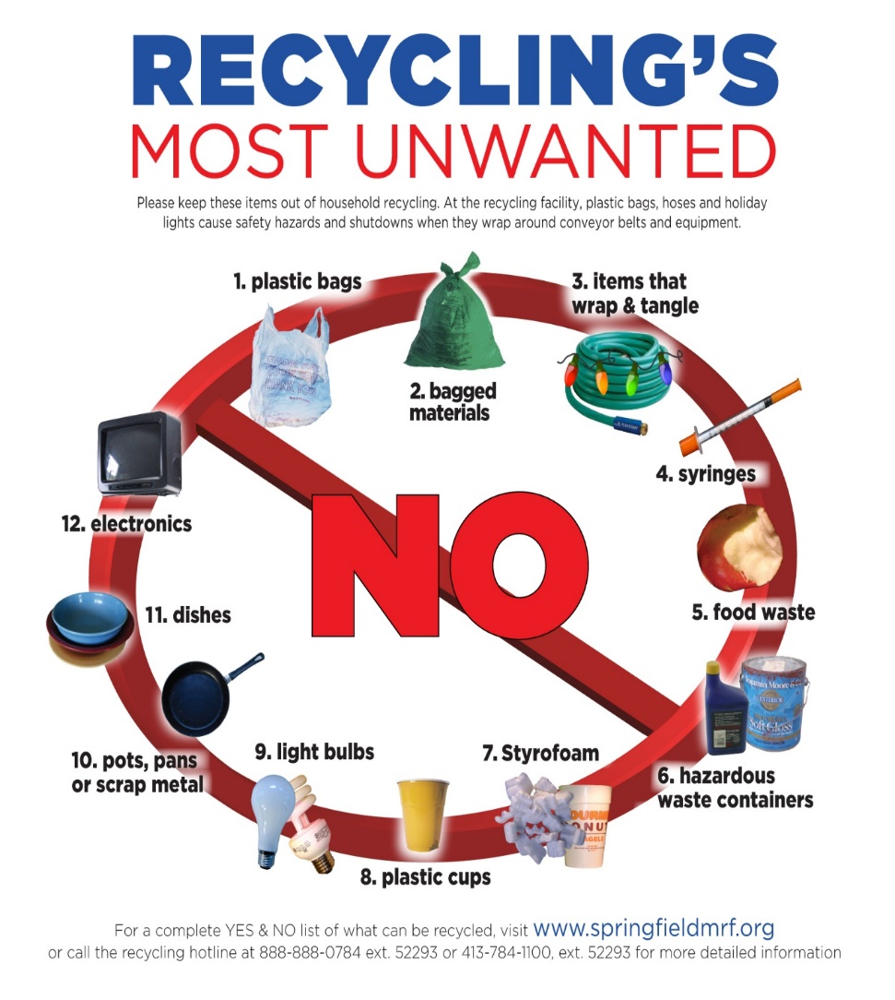 RECYCLING'S
MOST UNWANTED
Please keep these items out of household recycling. At the recycling facility, plastic bags, hoses and holiday
lights cause safety hazards and shutdowns when they wrap around conveyor belts and equipment.
1. plastic bags
2. bagged
materials
3. items that
wrap & tangle
4. syringes
5. food waste
Benjamin Moore &
EXTERIOR
Soft Gloss
6. hazardous
waste containers
7. Styrofoam
8. plastic cups
9. light bulbs
10. pots, pans
or scrap metal
11. dishes
12. electronics
THANK YOU
NO
For a complete YES & NO list of what can be recycled, visit www.springfieldmrf.org
or call the recycling hotline at 888-888-0784 ext. 52293 or 413-784-1100, ext. 52293 for more detailed information